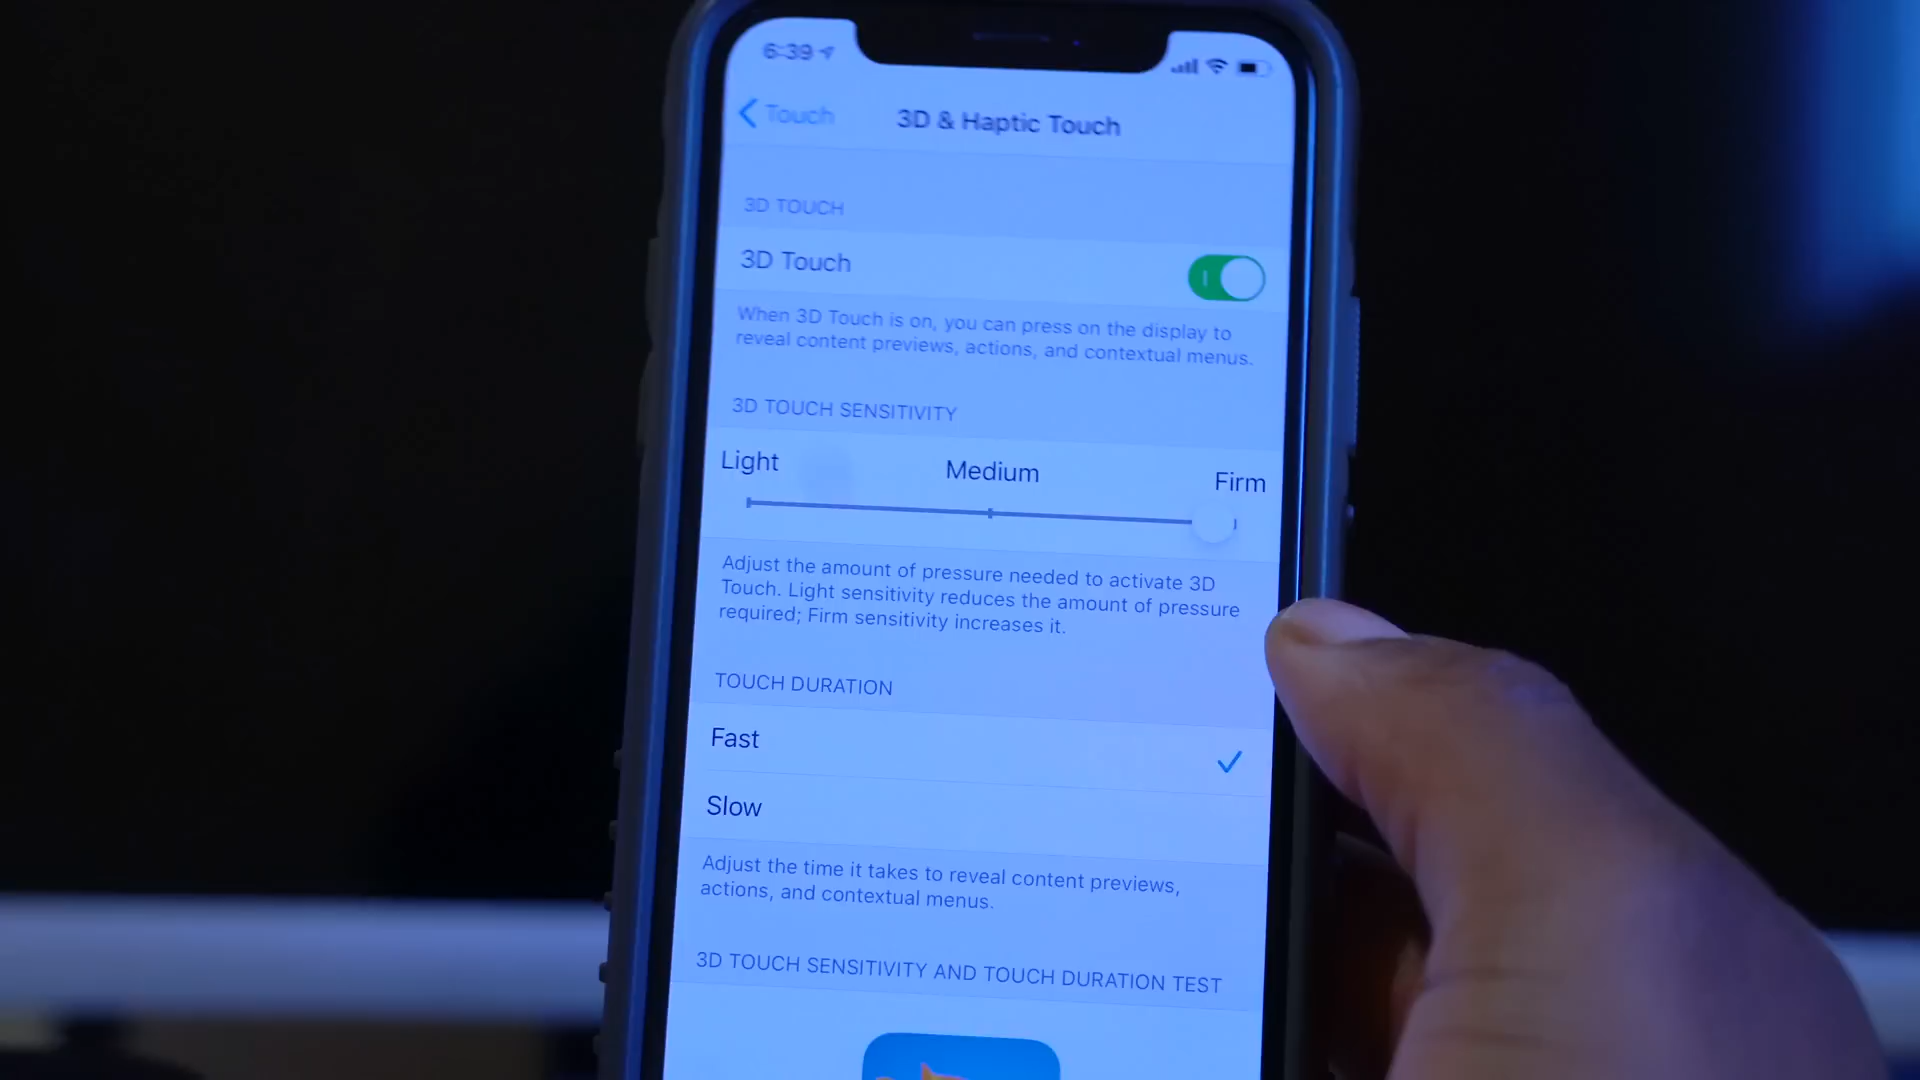 6:39
Touch
3D & Haptic Touch
3D TOUCH
3D Touch
When 3D Touch is on, you can press on the display to
reveal content previews, actions, and contextual menus.
3D TOUCH SENSITIVITY
Light
Medium
Firm
Adjust the amount of pressure needed to activate 3D
Touch. Light sensitivity reduces the amount of pressure
required; Firm sensitivity increases it.
TOUCH DURATION
Fast
Slow
Adjust the time it takes to reveal content previews,
actions, and contextual menus.
3D TOUCH SENSITIVITY AND TOUCH DURATION TEST